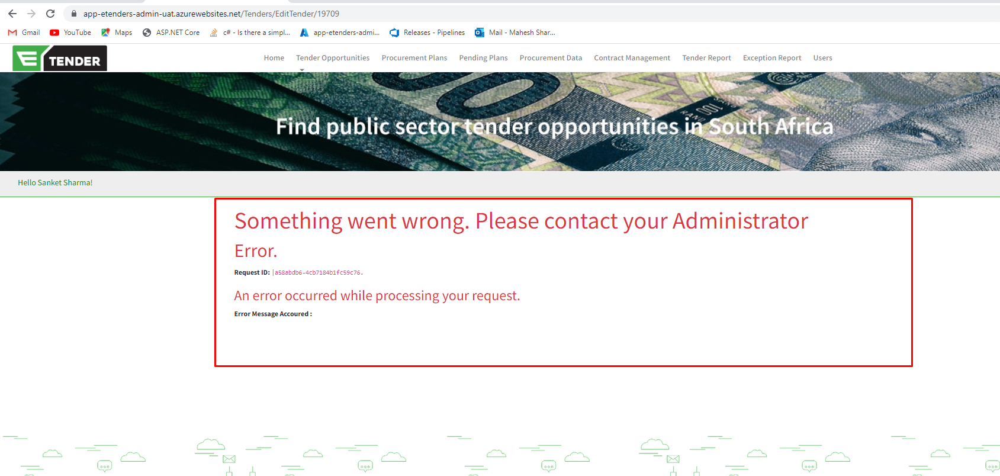 app-etenders-admin-uat.azurewebsites.net/Tenders/EditTender/19709
Gmail YouTube Maps ASP.NET Core c# - Is there a simpl... app-etenders-admi... Releases - Pipelines Mail - Mahesh Shar...
E TENDER
Home Tender Opportunities Procurement Plans Pending Plans Procurement Data Contract Management Tender Report Exception Report Users
Find public sector tender opportunities in South Africa
Hello Sanket Sharma!
Something went wrong. Please contact your Administrator
Error.
Request ID: |a58abdb6-4cb7184b1fc59c76.
An error occurred while processing your request.
Error Message Accoured :